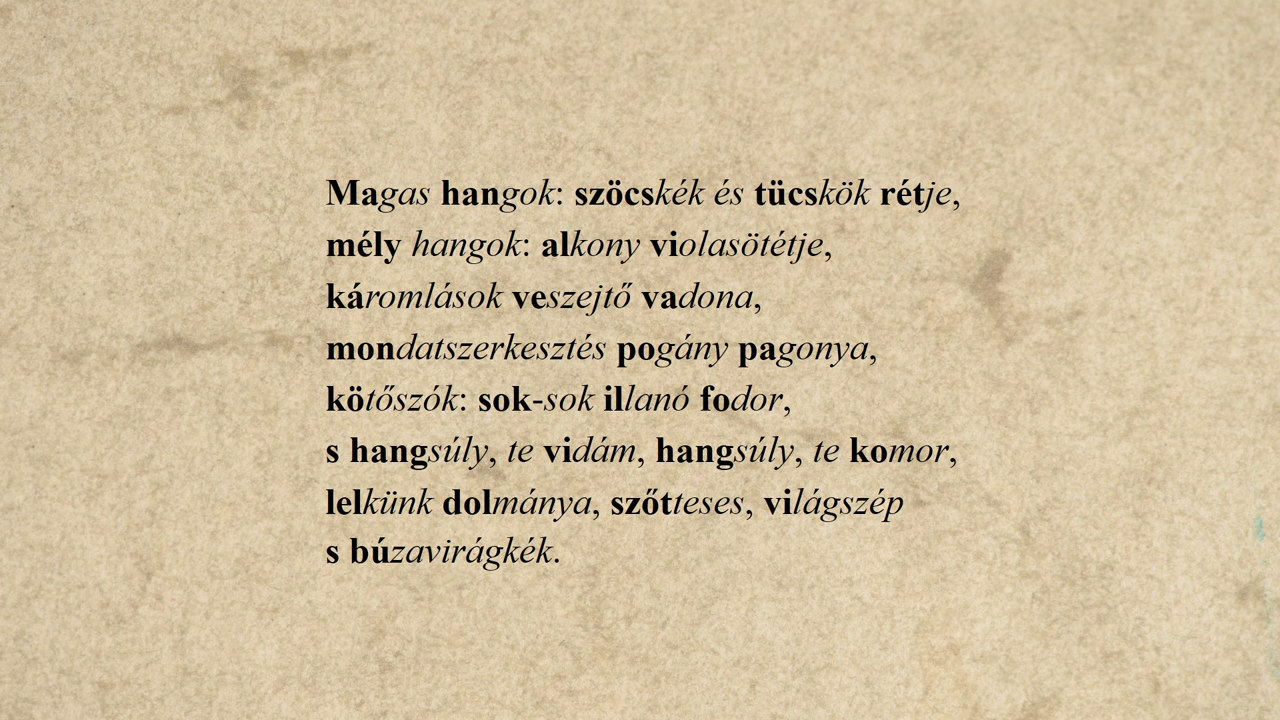 Magas hangok: szöcskék és tücskök rétje,
mély hangok: alkony violasötétje,
káromlások veszejtő vadona,
mondatszerkesztés pogány pagonya,
kötőszók: sok-sok illanó fodor,
s hangsúly, te vidám, hangsúly, te komor,
lelkünk dolmánya, szőtteses, világszép
s búzavirágkék.